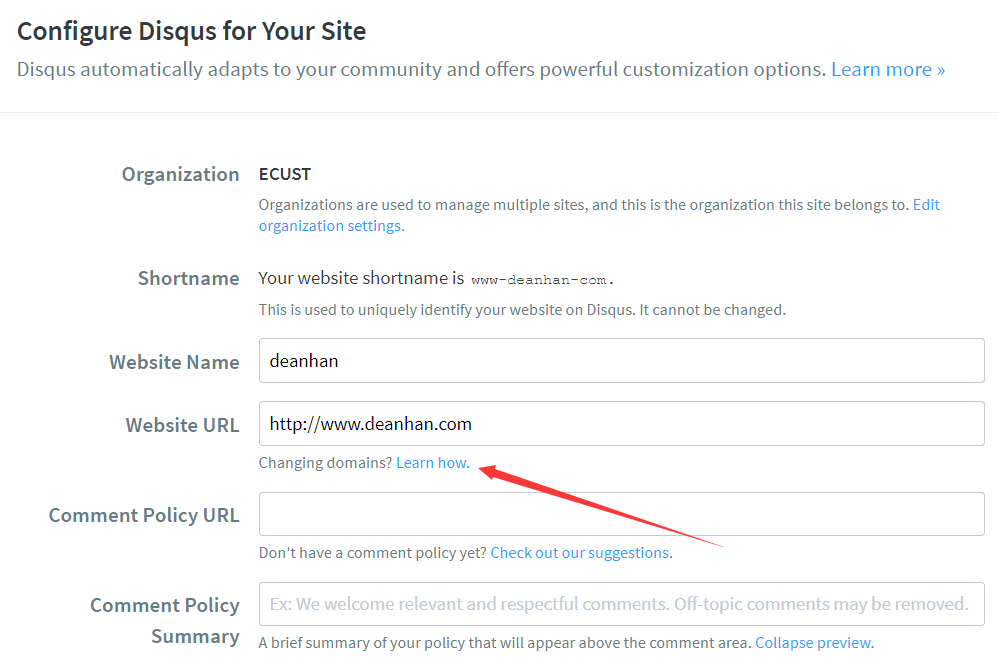 Configure Disqus for Your Site
Disqus automatically adapts to your community and offers powerful customization options. Learn more »
Organization
ECUST
Organizations are used to manage multiple sites, and this is the organization this site belongs to. Edit
organization settings.
Shortname
Your website shortname is www-deanhan-com.
This is used to uniquely identify your website on Disqus. It cannot be changed.
Website Name
deanhan
Website URL
http://www.deanhan.com
Changing domains? Learn how.
Comment Policy URL
Don't have a comment policy yet? Check out our suggestions.
Comment Policy
Summary
Ex: We welcome relevant and respectful comments. Off-topic comments may be removed.
A brief summary of your policy that will appear above the comment area. Collapse preview.